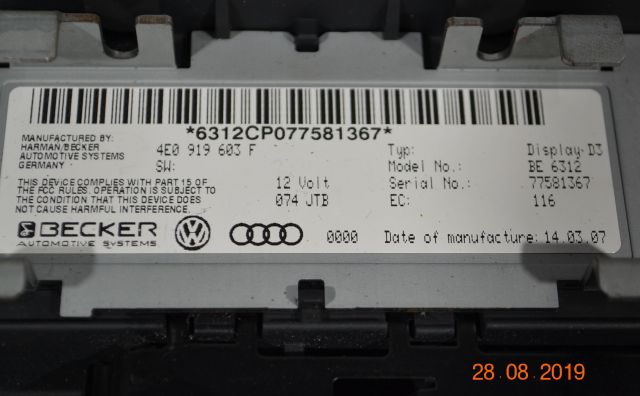 *6312CP077581367*
MANUFACTURED BY:
HARMAN/BECKER
AUTOMOTIVE SYSTEMS
GERMANY
4E0 919 603 F
SW:
Typ: Display-D3
Model No.: BE 6312
THIS DEVICE COMPLIES WITH PART 15 OF
THE FCC RULES. OPERATION IS SUBJECT TO
THE CONDITION THAT THIS DEVICE DOES
NOT CAUSE HARMFUL INTERFERENCE.
12 Volt
074 JTB
Serial No.: 77581367
EC: 116
BECKER
AUTOMOTIVE SYSTEMS
VW
0000
Date of manufacture: 14.03.07
28.08.2019